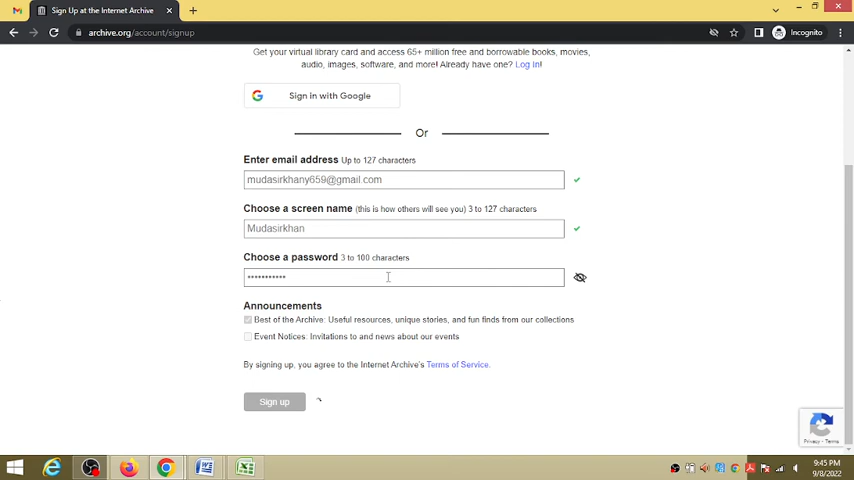 Sign Up at the Internet Archive
archive.org/account/signup
Incognito
Get your virtual library card and access 65+ million free and borrowable books, movies,
audio, images, software, and more! Already have one? Log In!
Sign in with Google
Or
Enter email address Up to 127 characters
mudasirkhany659@gmail.com
Choose a screen name (this is how others will see you) 3 to 127 characters
Mudasirkhan
Choose a password 3 to 100 characters
•••••••••••
Announcements
Best of the Archive: Useful resources, unique stories, and fun finds from our collections
Event Notices: Invitations to and news about our events
By signing up, you agree to the Internet Archive's Terms of Service.
Sign up
Privacy - Terms
9:45 PM
9/8/2022